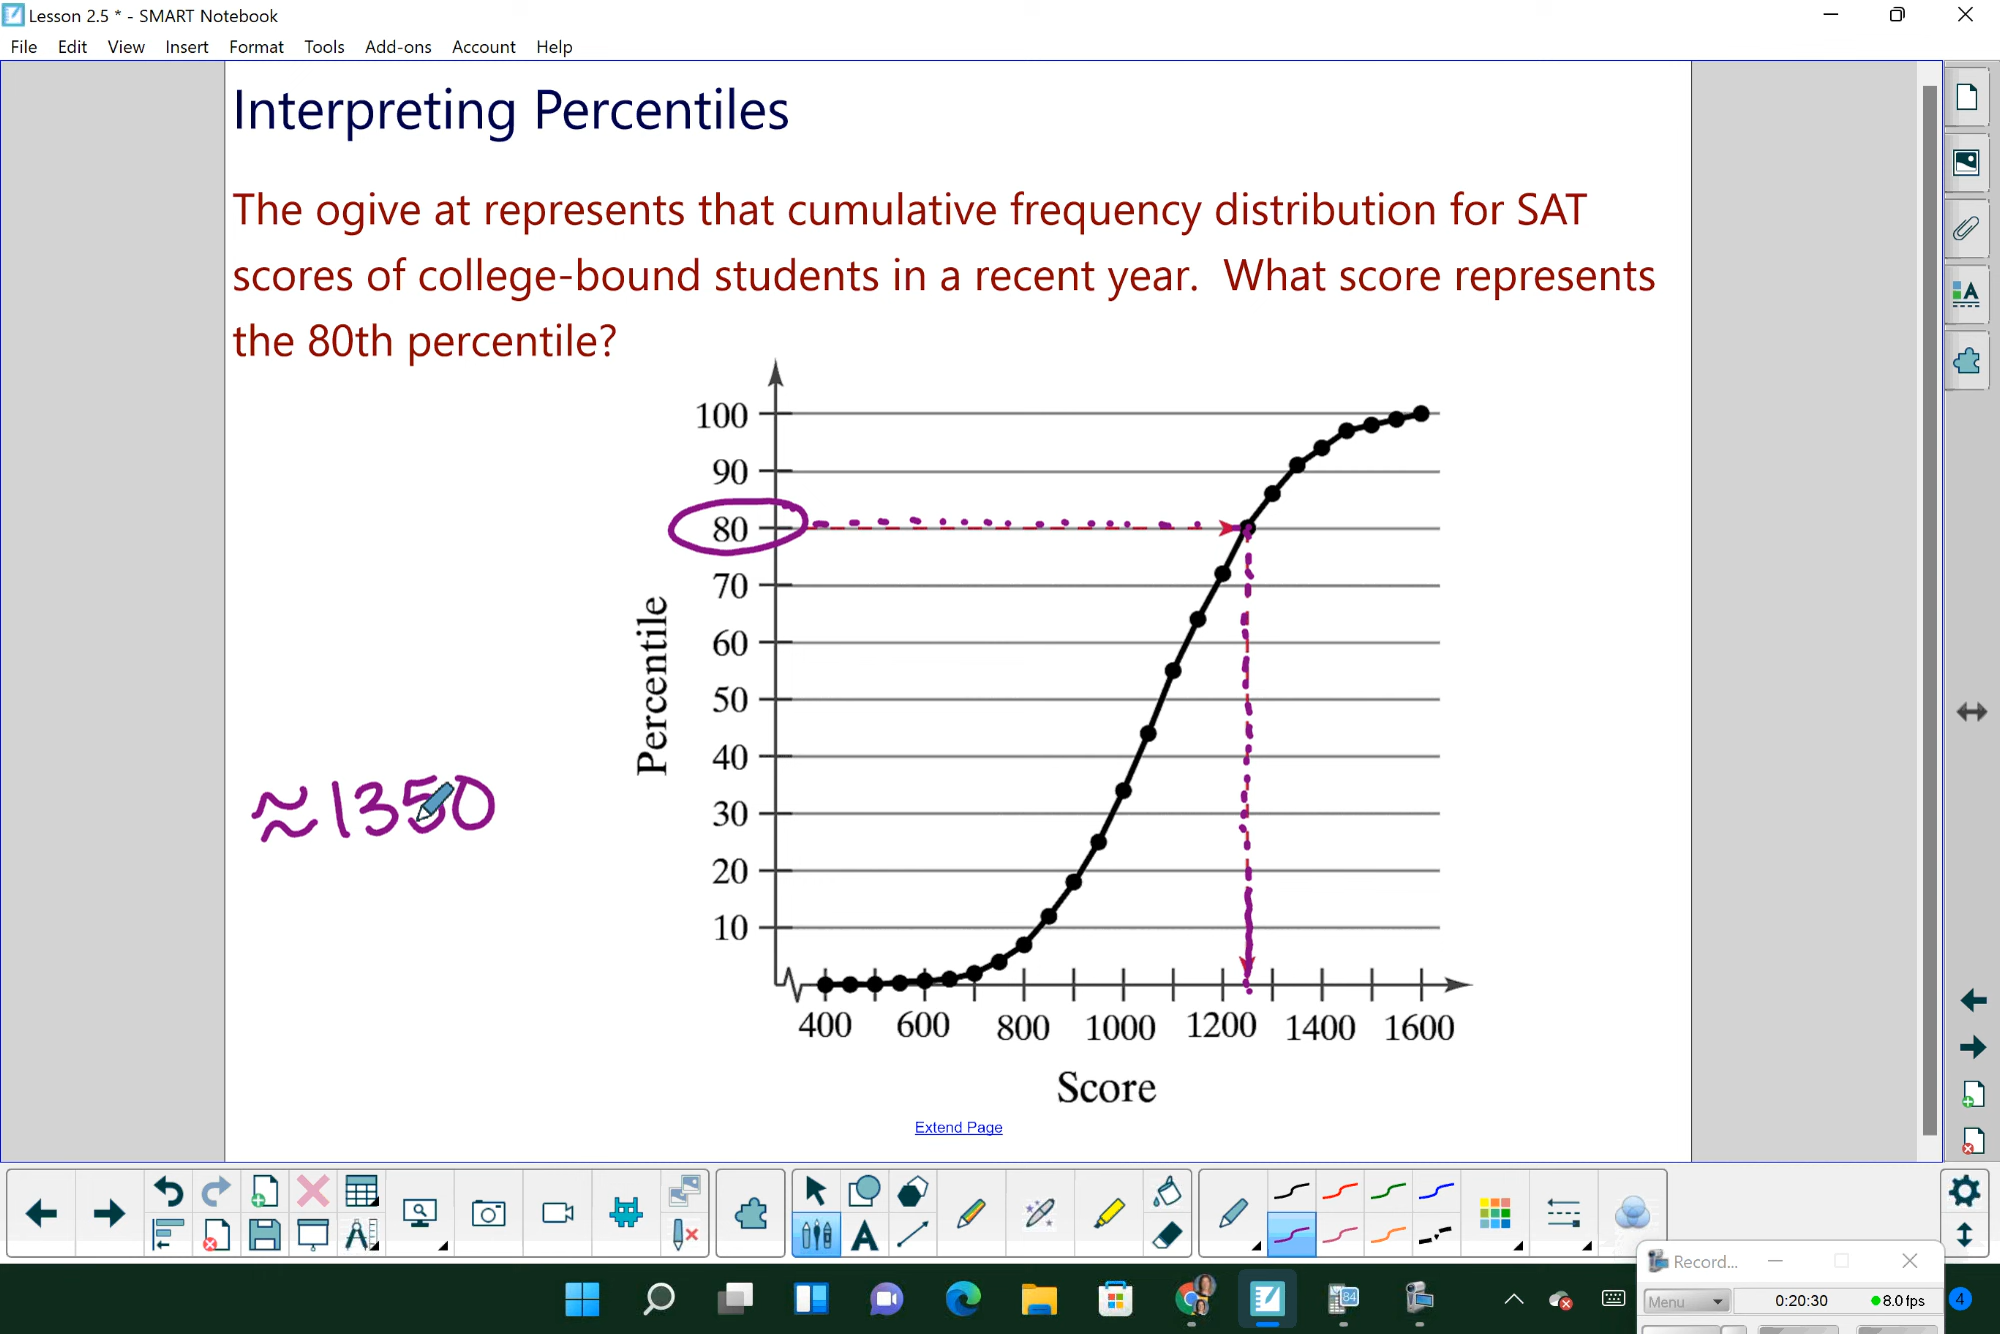 Lesson 2.5 * - SMART Notebook
File Edit View Insert Format Tools Add-ons Account Help
Interpreting Percentiles
The ogive at represents that cumulative frequency distribution for SAT
scores of college-bound students in a recent year. What score represents
the 80th percentile?
100
90
80
70
60
50
40
30
20
10
Percentile
≈1350
400 600 800 1000 1200 1400 1600
Score
Extend Page
A
A
Record...
84
Menu 0:20:30 8.0 fps 4